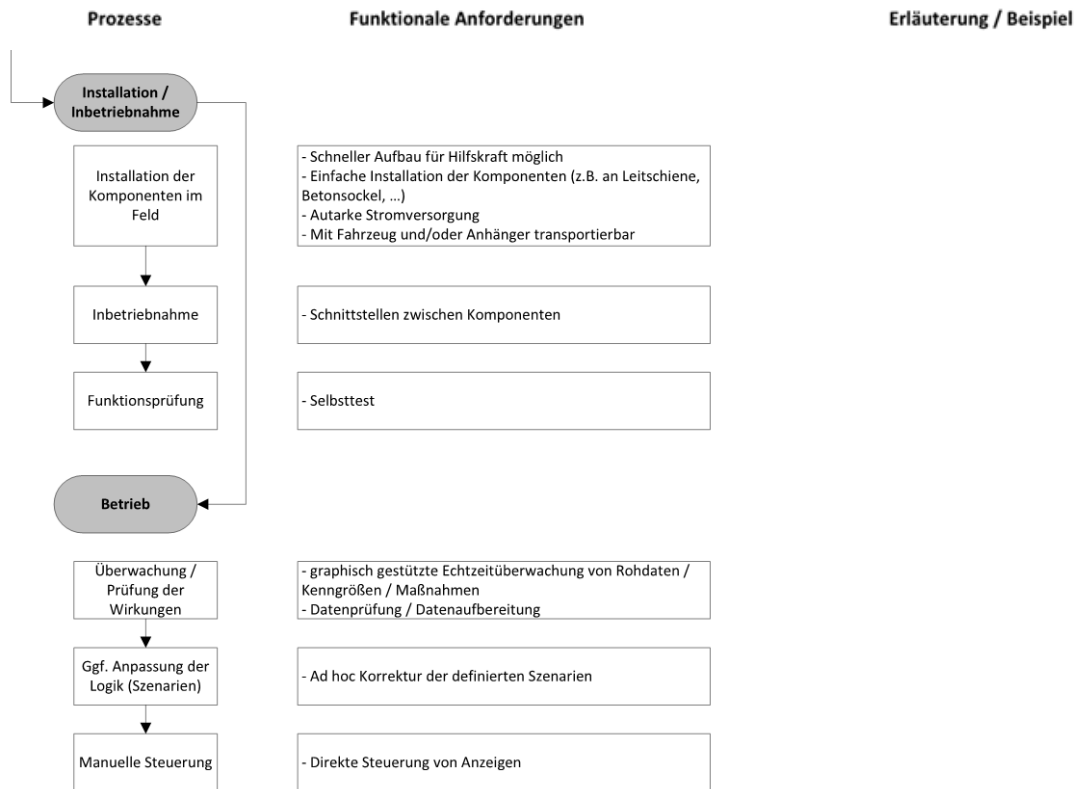 Prozesse
Funktionale Anforderungen
Erläuterung / Beispiel
Installation /
Inbetriebnahme
Installation der
Komponenten im
Feld
- Schneller Aufbau für Hilfskraft möglich
- Einfache Installation der Komponenten (z.B. an Leitschiene,
Betonsockel, ...)
- Autarke Stromversorgung
- Mit Fahrzeug und/oder Anhänger transportierbar
Inbetriebnahme
- Schnittstellen zwischen Komponenten
Funktionsprüfung
- Selbsttest
Betrieb
Überwachung /
Prüfung der
Wirkungen
- graphisch gestützte Echtzeitüberwachung von Rohdaten /
Kenngrößen / Maßnahmen
- Datenprüfung / Datenaufbereitung
Ggf. Anpassung der
Logik (Szenarien)
- Ad hoc Korrektur der definierten Szenarien
Manuelle Steuerung
- Direkte Steuerung von Anzeigen